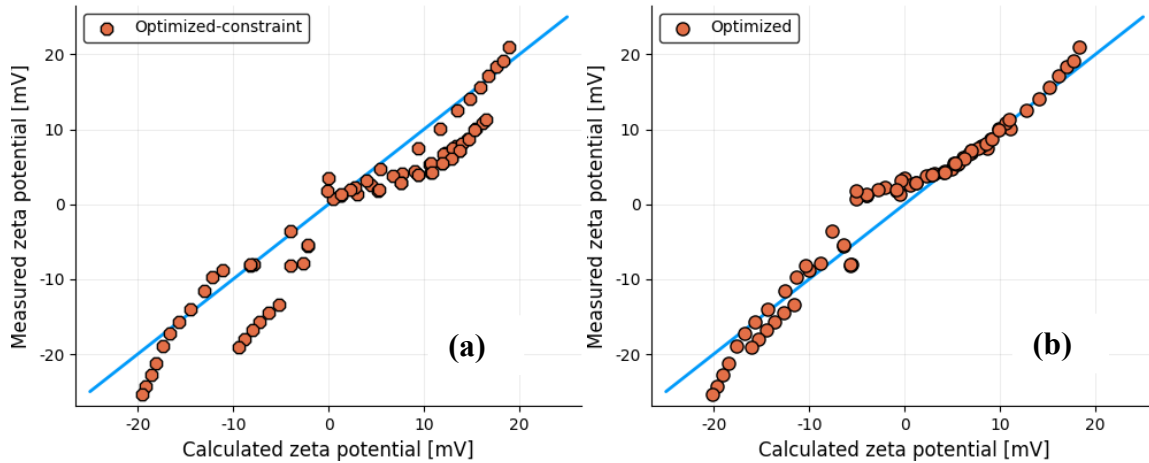 Optimized-constraint
20
10
0
-10
-20
Measured zeta potential [mV]
-20
-10
0
10
20
Calculated zeta potential [mV]
(a)
Optimized
20
10
0
-10
-20
Measured zeta potential [mV]
-20
-10
0
10
20
Calculated zeta potential [mV]
(b)